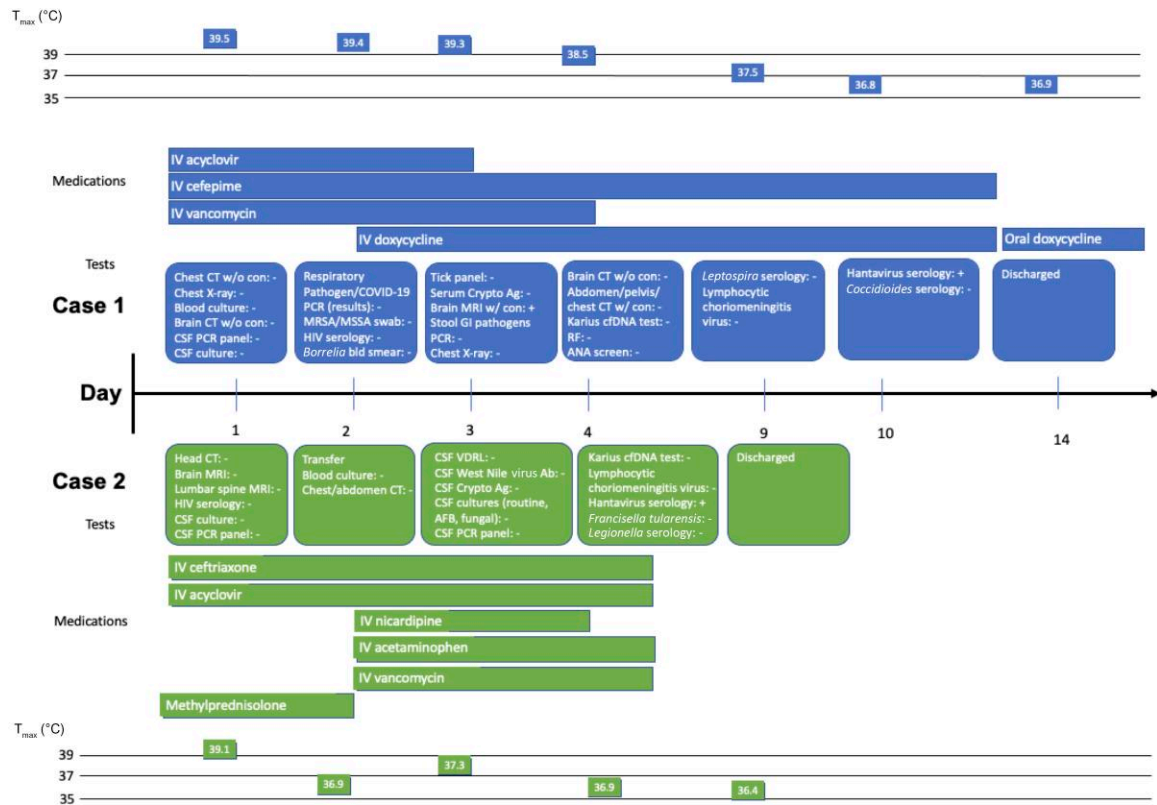 Tmax (°C)
39.5
39.4
39.3
38.5
37.5
36.8
36.9
39
37
35
Medications
IV acyclovir
IV cefepime
IV vancomycin
IV doxycycline
Oral doxycycline
Tests
Case 1
Chest CT w/o con: -
Chest X-ray: -
Blood culture: -
Brain CT w/o con: -
CSF PCR panel: -
CSF culture: -
Respiratory
Pathogen/COVID-19
PCR (results): -
MRSA/MSSA swab: -
HIV serology: -
Borrelia bld smear: -
Tick panel: -
Serum Crypto Ag: -
Brain MRI w/ con: +
Stool GI pathogens
PCR: -
Chest X-ray: -
Brain CT w/o con: -
Abdomen/pelvis/
chest CT w/ con: -
Karius cfDNA test: -
RF: -
ANA screen: -
Leptospira serology: -
Lymphocytic
choriomeningitis
virus: -
Hantavirus serology: +
Coccidioides serology: -
Discharged
Day
1
2
3
4
9
10
14
Case 2
Tests
Head CT: -
Brain MRI: -
Lumbar spine MRI: -
HIV serology: -
CSF culture: -
CSF PCR panel: -
Transfer
Blood culture: -
Chest/abdomen CT: -
CSF VDRL: -
CSF West Nile virus Ab: -
CSF Crypto Ag: -
CSF cultures (routine,
AFB, fungal): -
CSF PCR panel: -
Karius cfDNA test: -
Lymphocytic
choriomeningitis virus: -
Hantavirus serology: +
Francisella tularensis: -
Legionella serology: -
Discharged
Medications
IV ceftriaxone
IV acyclovir
IV nicardipine
IV acetaminophen
IV vancomycin
Methylprednisolone
Tmax (°C)
39.1
36.9
37.3
36.9
36.4
39
37
35